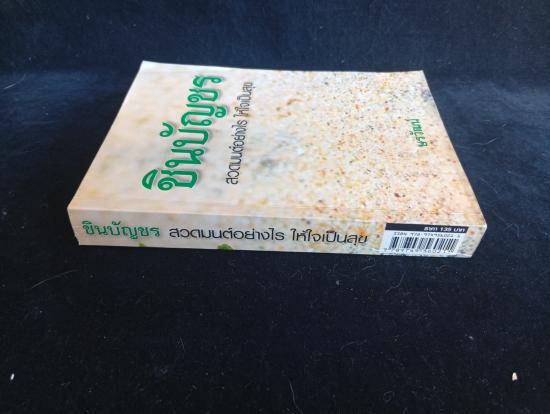 ชินบัญชร
สวดมนต์อย่างไร ให้ใจเป็นสุข
ชินบัญชร สวดมนต์อย่างไร ให้ใจเป็นสุข
ราคา 135 บาท